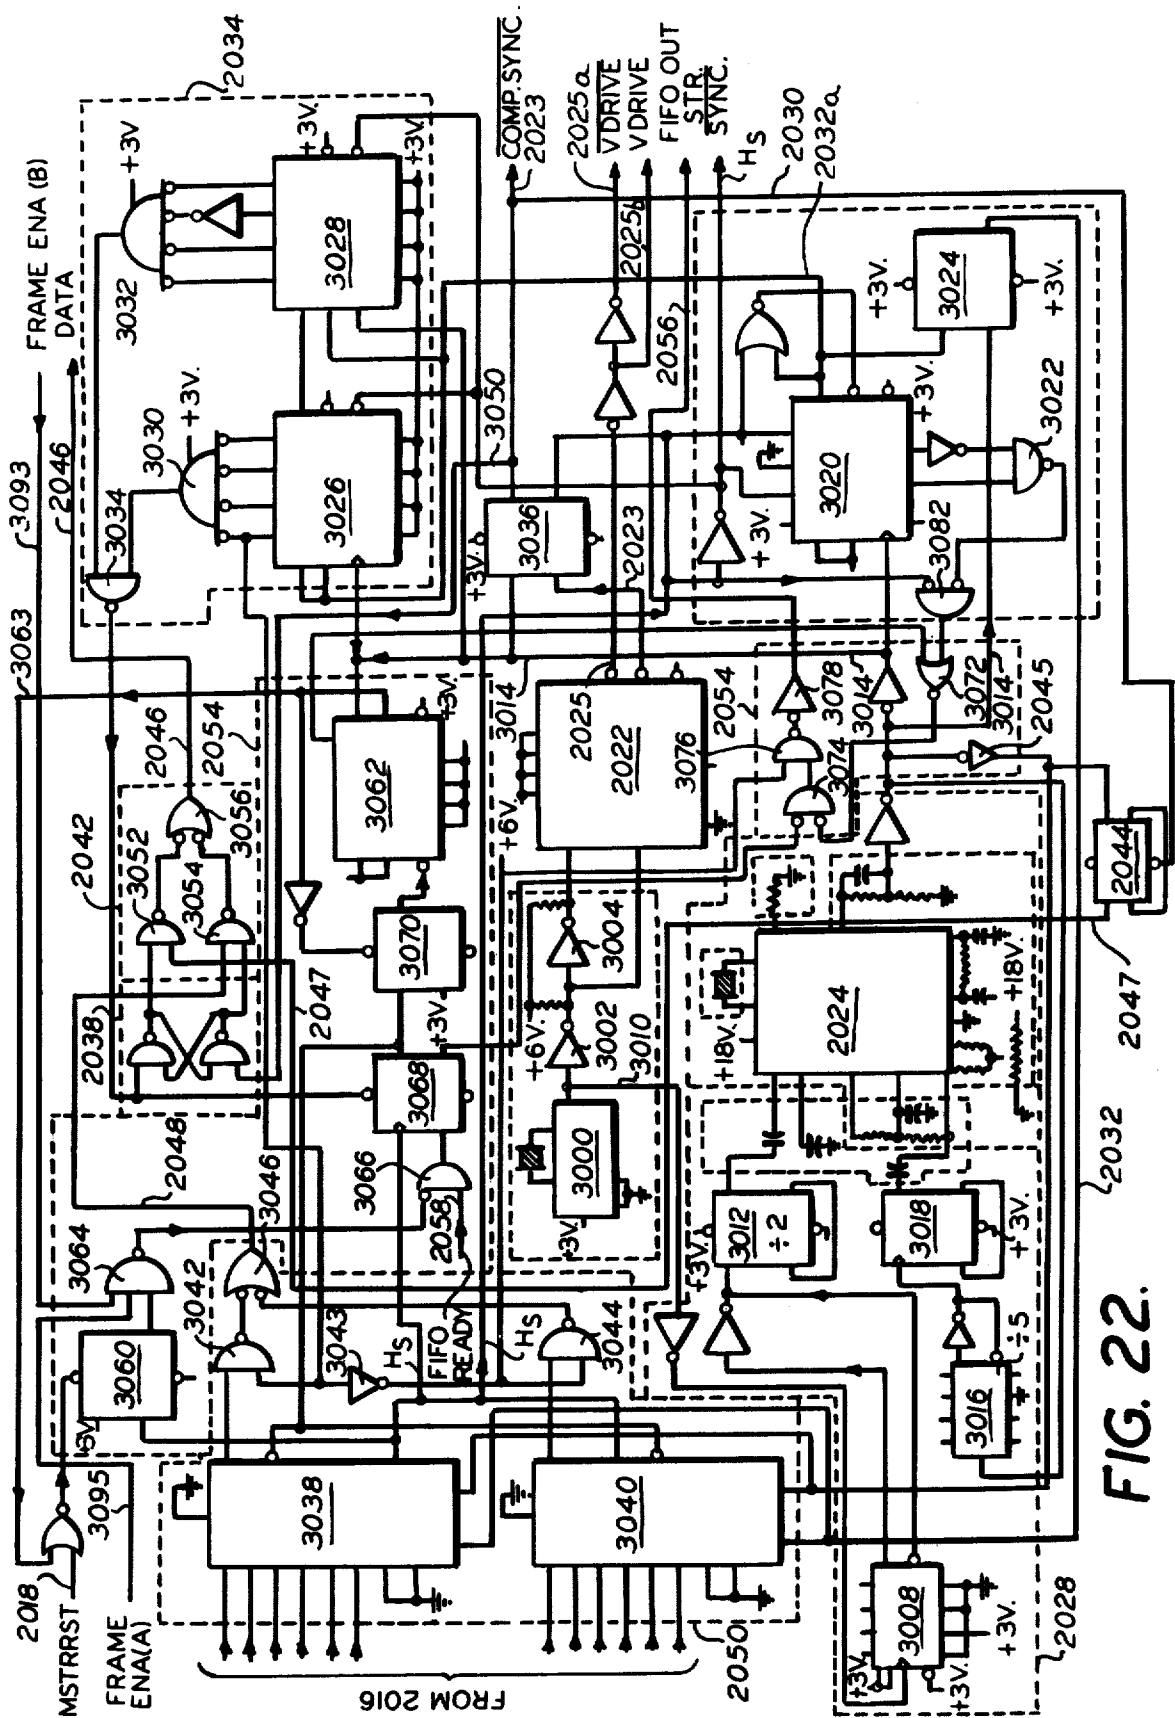 FRAME ENA (B)
DATA
3093
2046
3063
3034
3030
+3V.
3032
+3V.
2034
3026
3028
+3V.
+3V.
3050
COMP. SYNC.
2023
2025a
VDRIVE
VDRIVE
2025b
FIFO OUT
STR.
SYNC.
2056
H S
2030
2032a
2042
2046
2054
3052
3054
3056
2038
2047
2048
3046
3064
3042
3060
+3V
3095
2018
MSTRRST
FRAME
ENA(A)
3062
+3V.
3070
+3V.
3068
3066
2058
FIFO
READY
H S
H S
3043
3044
3038
3040
FROM 2016
2050
+3V.
3036
2023
3014
+6V.
2025
2022
3076
2054
3078
3074
3014
3072
3014
2045
3082
+3V.
3020
+3V.
3022
+3V.
3024
+3V.
+6V.
3004
3002
3010
3000
+3V.
+18V.
2024
+18V.
2044
2047
2032
+3V.
3012
÷2
3018
+3V.
÷5
3016
3008
+3V.
+3V.
+3V.
2028
FIG. 22.